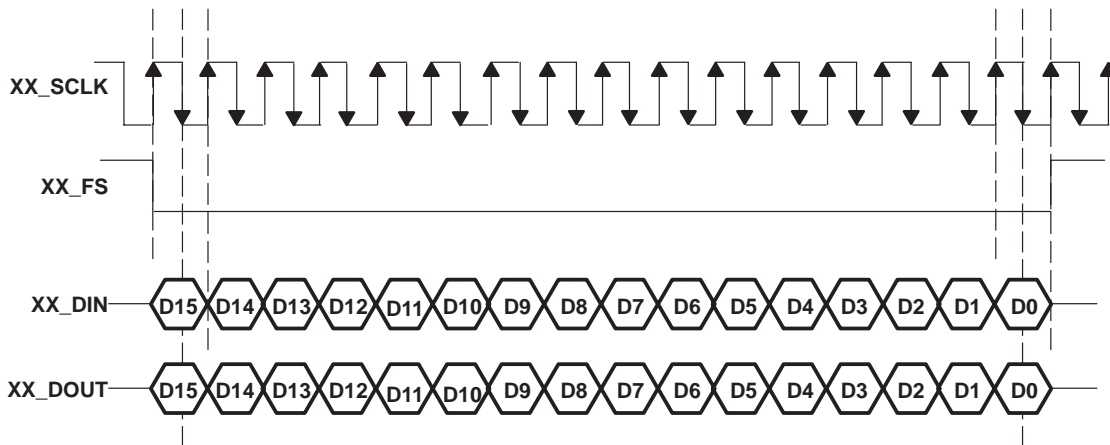 XX_SCLK
XX_FS
XX_DIN D15 D14 D13 D12 D11 D10 D9 D8 D7 D6 D5 D4 D3 D2 D1 D0
XX_DOUT D15 D14 D13 D12 D11 D10 D9 D8 D7 D6 D5 D4 D3 D2 D1 D0